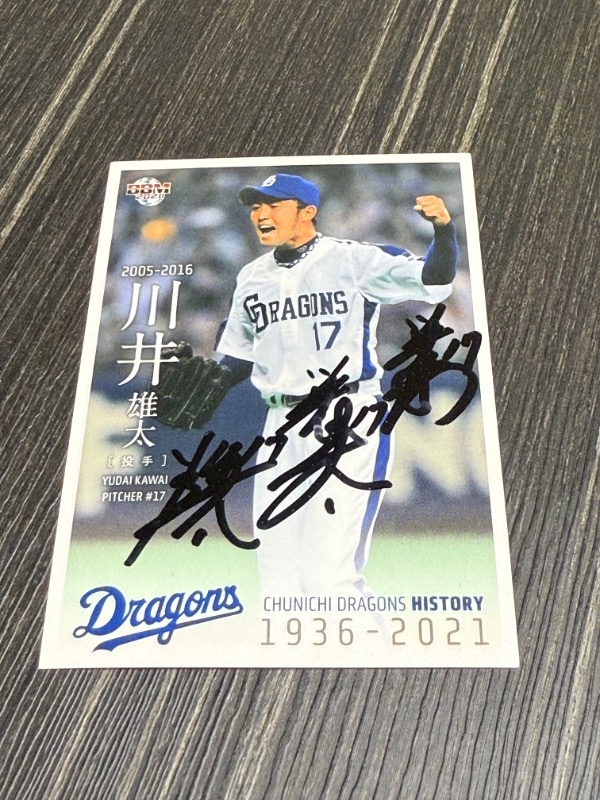 BBM
2021
2005-2016
川井
雄太
[投手]
YUDAI KAWAI
PITCHER #17
DRAGONS
17
Dragons
CHUNICHI DRAGONS HISTORY
1936-2021